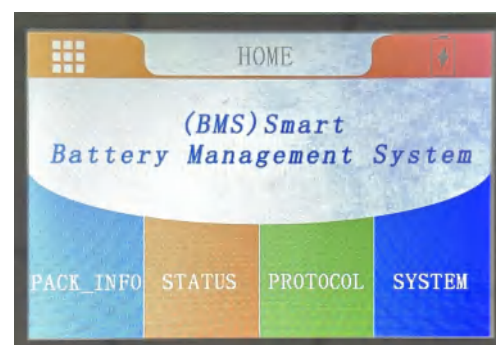 HOME
(BMS)Smart
Battery Management System
PACK_INFO STATUS PROTOCOL SYSTEM